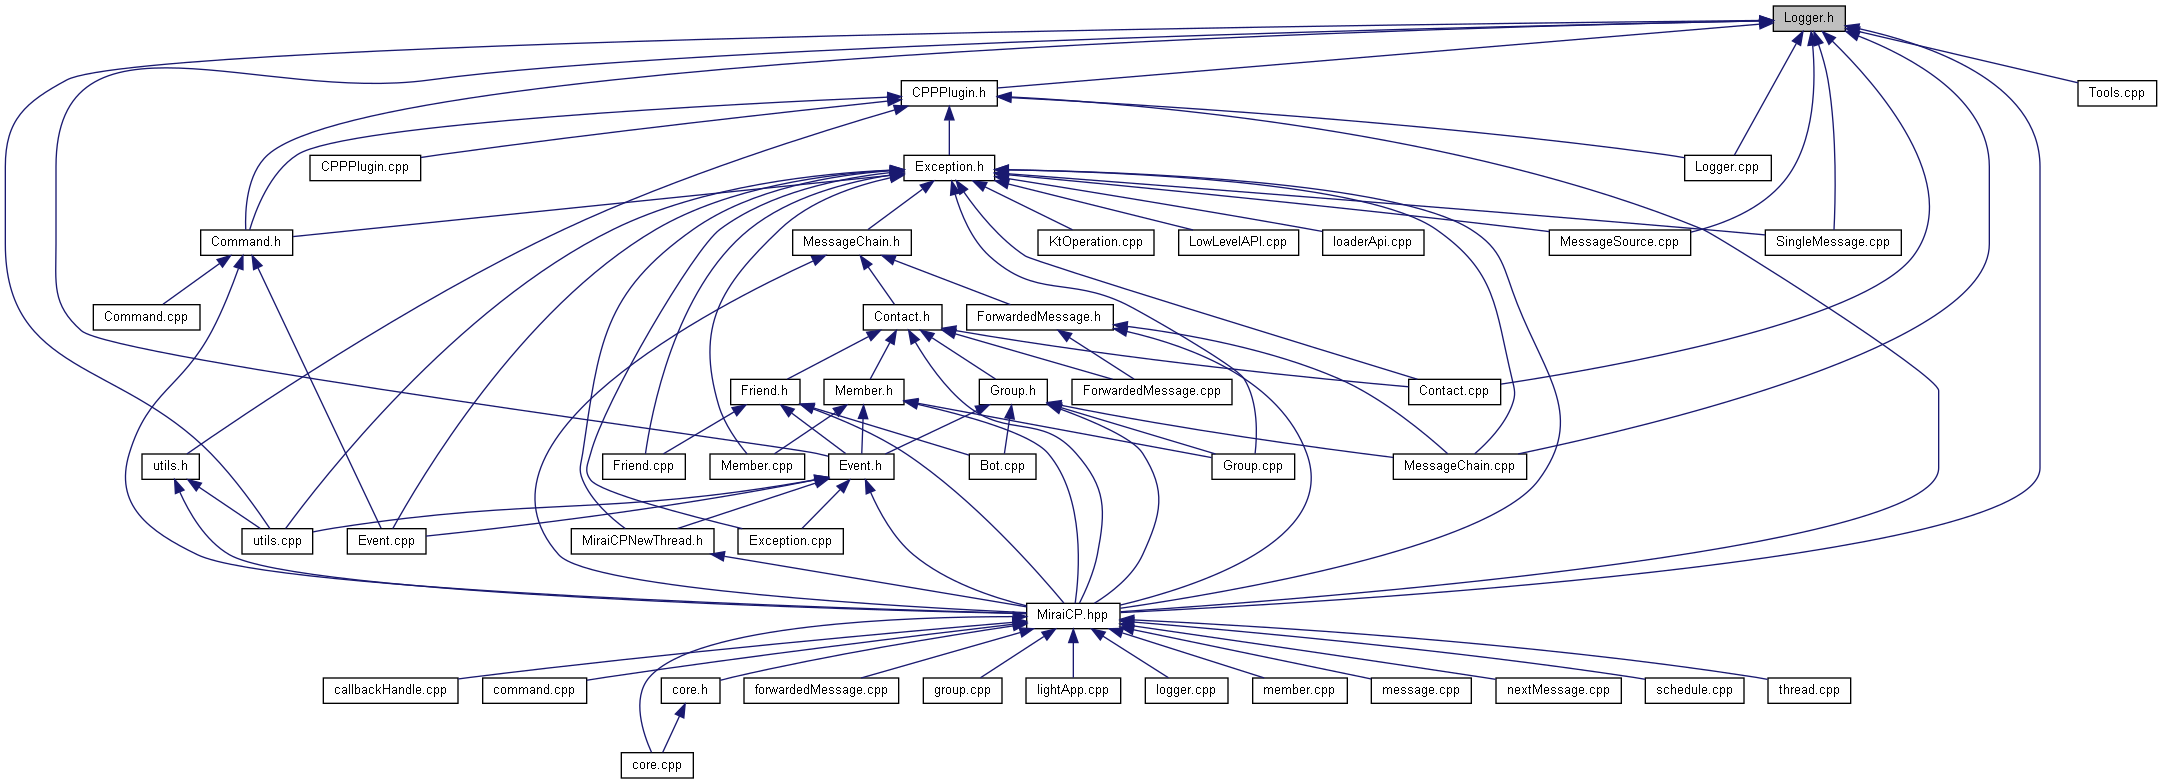 Logger.h
CPPPlugin.h
Tools.cpp
CPPPlugin.cpp
Exception.h
Logger.cpp
Command.h
MessageChain.h
KtOperation.cpp
LowLevelAPI.cpp
loaderApi.cpp
MessageSource.cpp
SingleMessage.cpp
Command.cpp
Contact.h
ForwardedMessage.h
Friend.h
Member.h
Group.h
ForwardedMessage.cpp
Contact.cpp
utils.h
Friend.cpp
Member.cpp
Event.h
Bot.cpp
Group.cpp
MessageChain.cpp
utils.cpp
Event.cpp
MiraiCPNewThread.h
Exception.cpp
MiraiCP.hpp
callbackHandle.cpp
command.cpp
core.h
forwardedMessage.cpp
group.cpp
lightApp.cpp
logger.cpp
member.cpp
message.cpp
nextMessage.cpp
schedule.cpp
thread.cpp
core.cpp